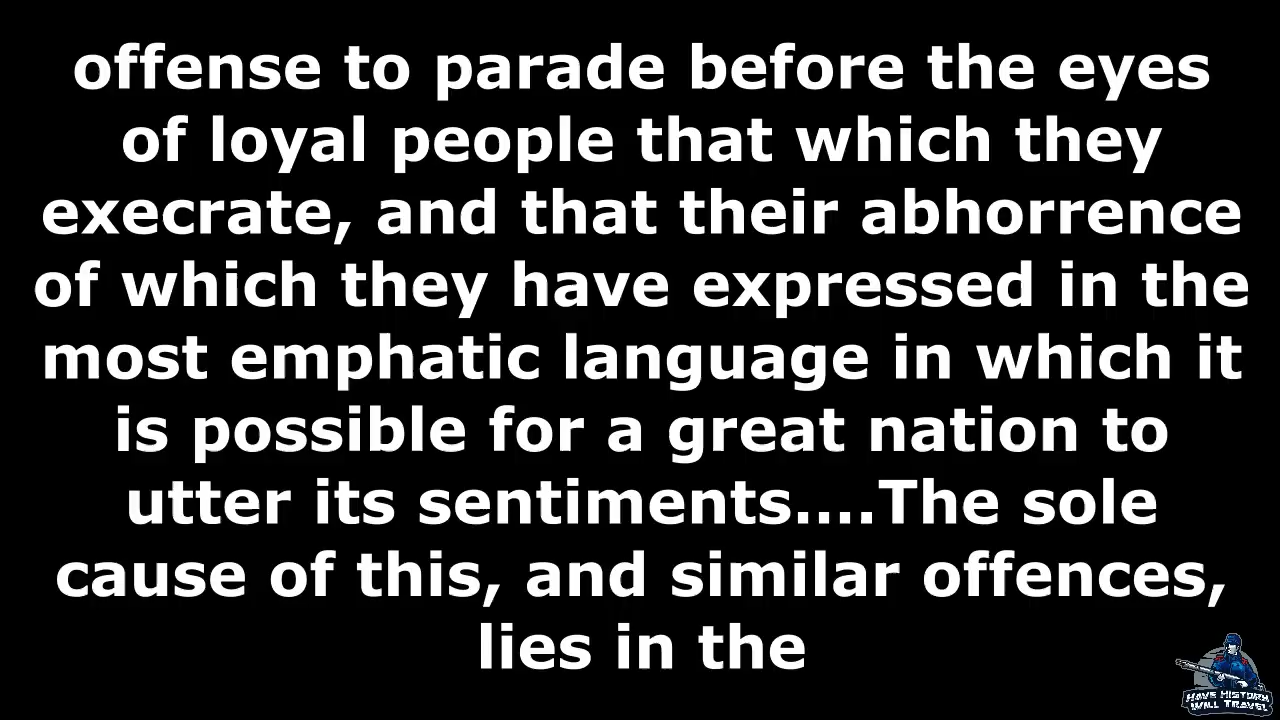 offense to parade before the eyes
of loyal people that which they
execrate, and that their abhorrence
of which they have expressed in the
most emphatic language in which it
is possible for a great nation to
utter its sentiments....The sole
cause of this, and similar offences,
lies in the
HAVE HISTORY
WILL TRAVEL